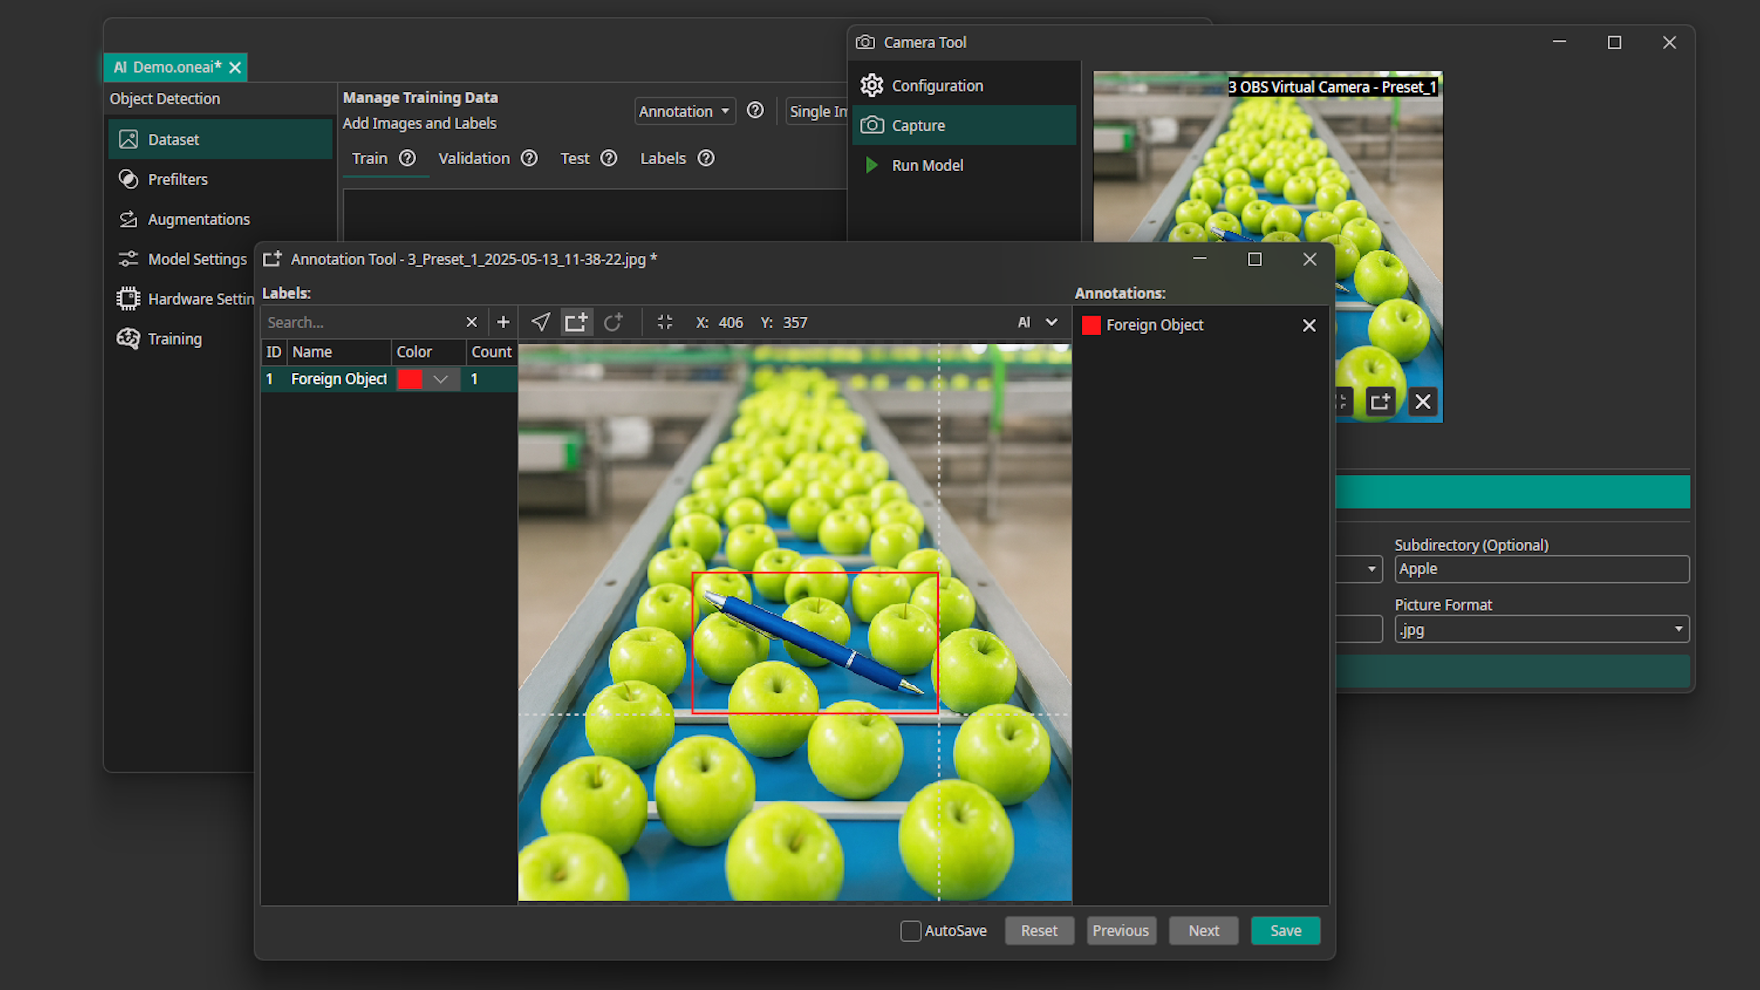 AI Demo.oneai*
Object Detection
Dataset
Prefilters
Augmentations
Model Settings
Hardware Settin
Training
Manage Training Data
Add Images and Labels
Annotation
Single Im
Train
Validation
Test
Labels
Camera Tool
Configuration
Capture
Run Model
3 OBS Virtual Camera - Preset_1
Subdirectory (Optional)
Apple
Picture Format
.jpg
Annotation Tool - 3_Preset_1_2025-05-13_11-38-22.jpg *
Labels:
Search...
X: 406 Y: 357
AI
ID Name Color Count
1 Foreign Object 1
Annotations:
Foreign Object
AutoSave
Reset
Previous
Next
Save